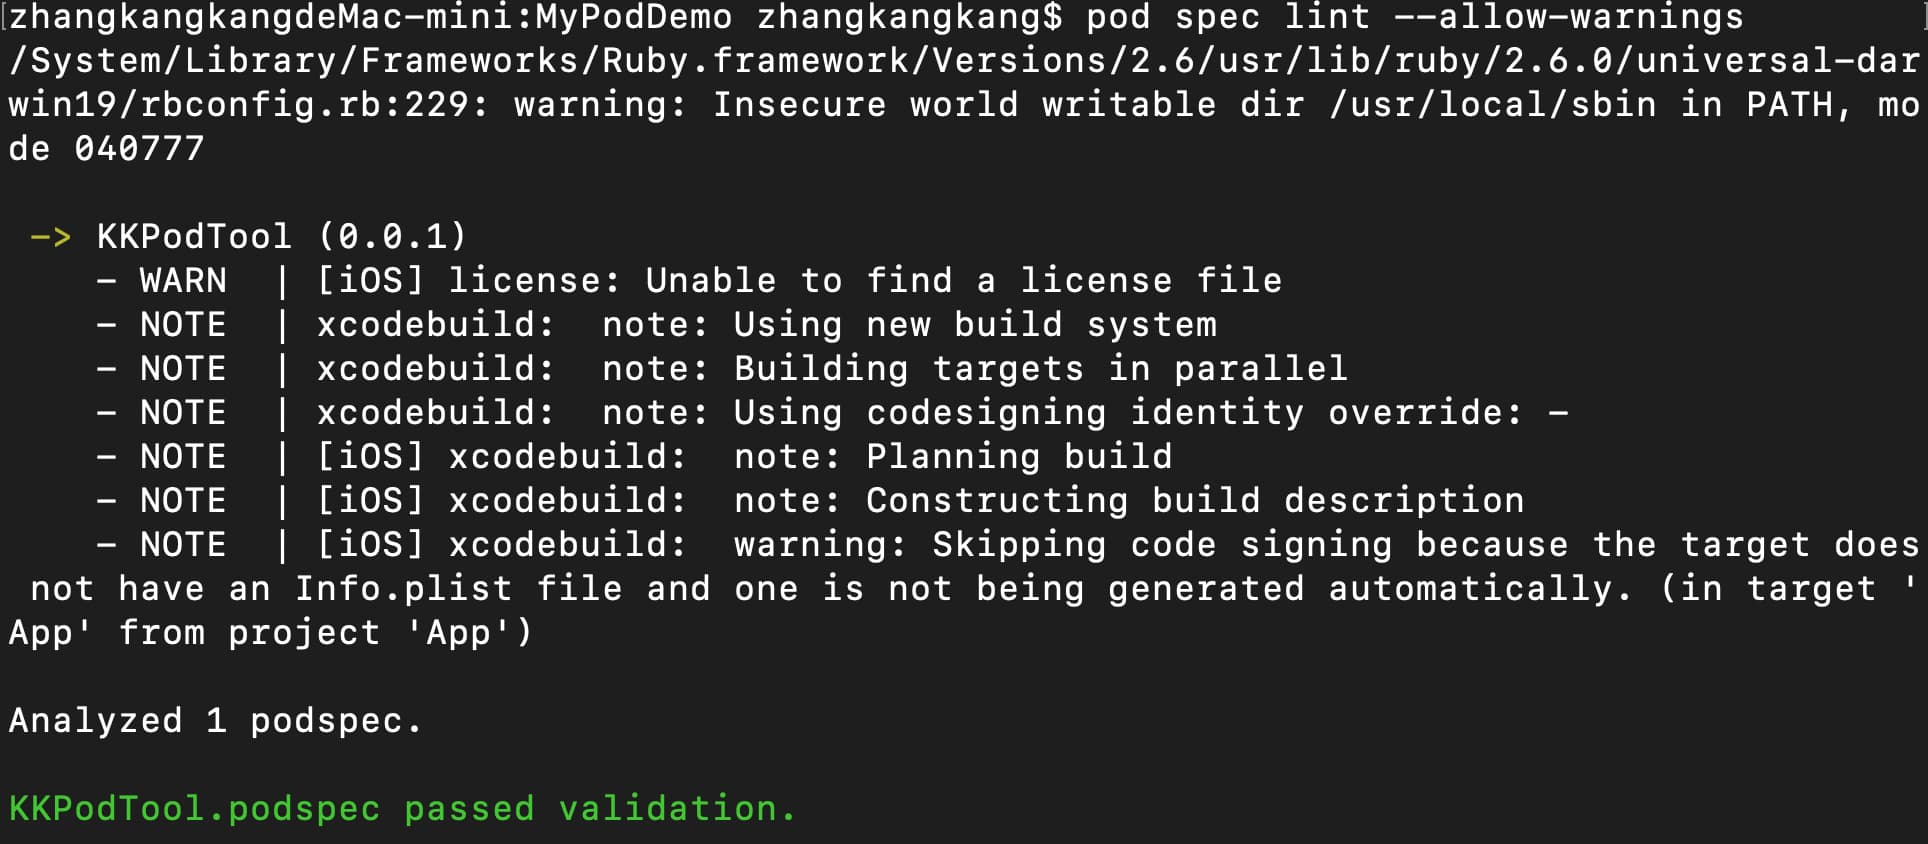 [zhangkangkangdeMac-mini:MyPodDemo zhangkangkang$ pod spec lint --allow-warnings ]
/System/Library/Frameworks/Ruby.framework/Versions/2.6/usr/lib/ruby/2.6.0/universal-dar
win19/rbconfig.rb:229: warning: Insecure world writable dir /usr/local/sbin in PATH, mo
de 040777
 -> KKPodTool (0.0.1)
    - WARN  | [iOS] license: Unable to find a license file
    - NOTE  | xcodebuild:  note: Using new build system
    - NOTE  | xcodebuild:  note: Building targets in parallel
    - NOTE  | xcodebuild:  note: Using codesigning identity override: -
    - NOTE  | [iOS] xcodebuild:  note: Planning build
    - NOTE  | [iOS] xcodebuild:  note: Constructing build description
    - NOTE  | [iOS] xcodebuild:  warning: Skipping code signing because the target does
 not have an Info.plist file and one is not being generated automatically. (in target '
App' from project 'App')
Analyzed 1 podspec.
KKPodTool.podspec passed validation.